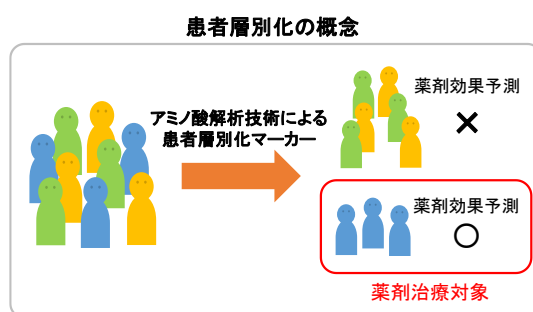 患者層別化の概念
アミノ酸解析技術による
患者層別化マーカー
薬剤効果予測
×
薬剤効果予測
○
薬剤治療対象